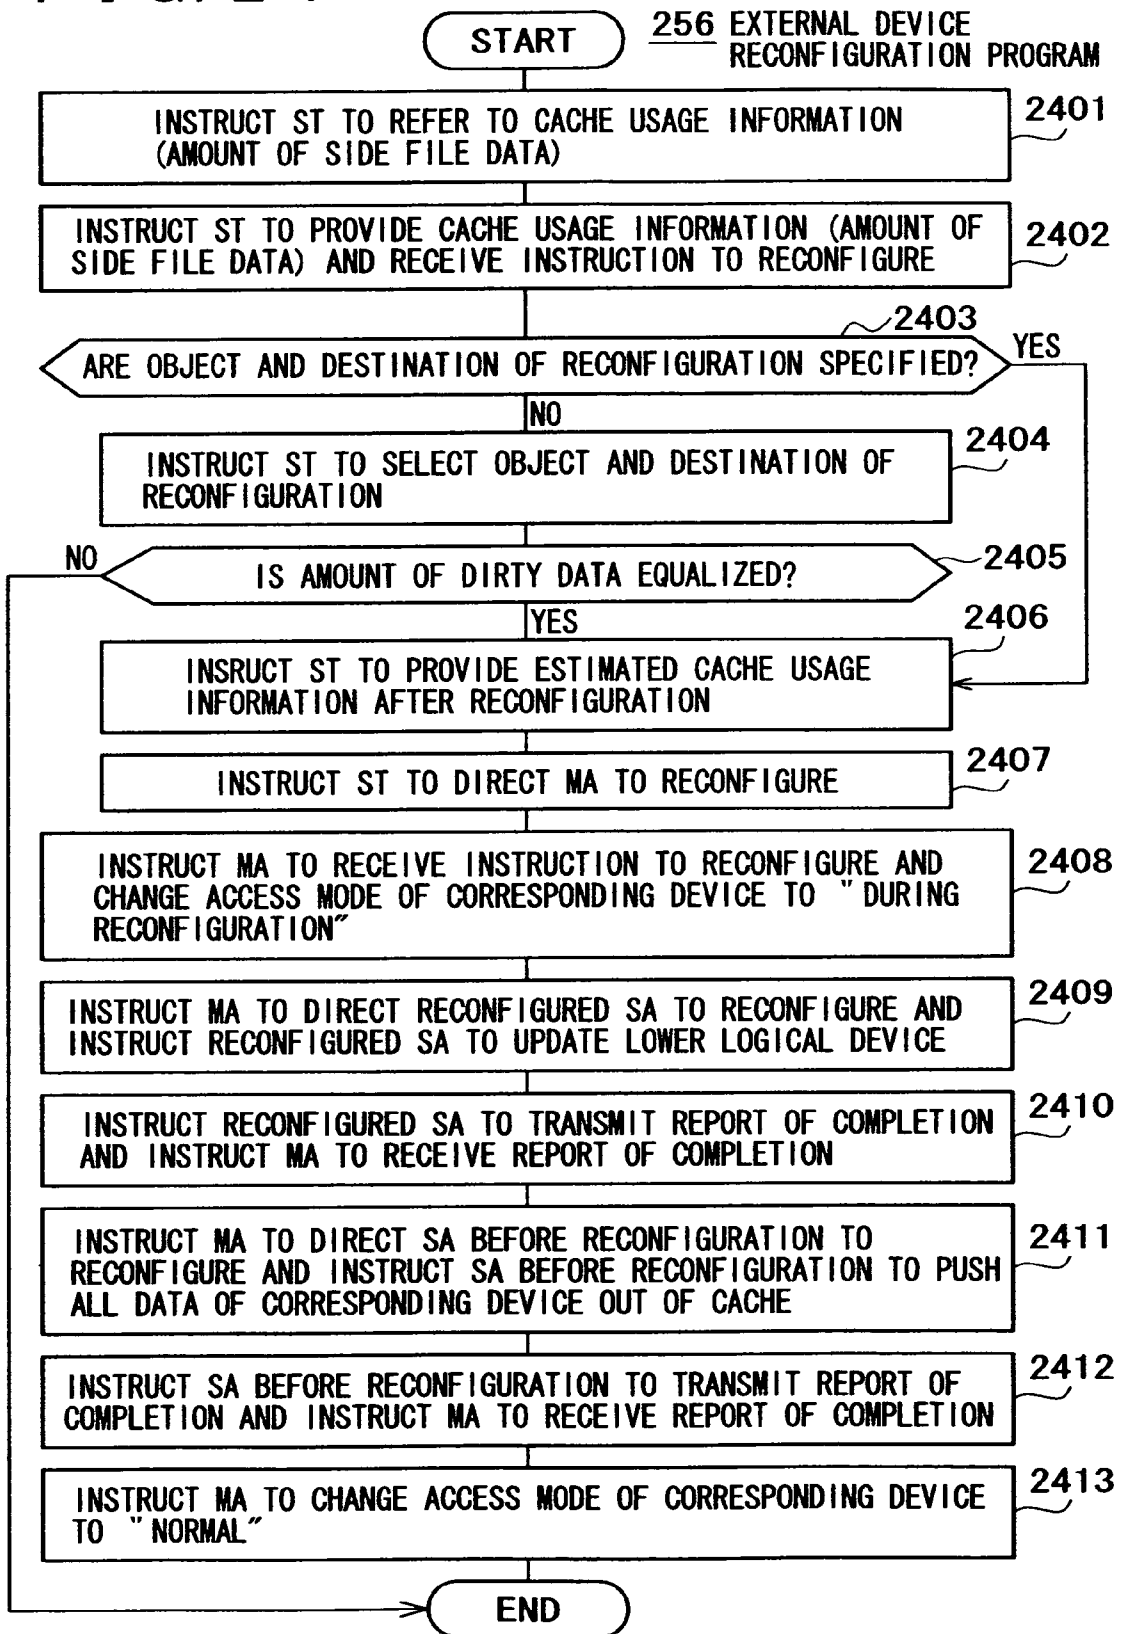 START
256 EXTERNAL DEVICE
RECONFIGURATION PROGRAM
INSTRUCT ST TO REFER TO CACHE USAGE INFORMATION
(AMOUNT OF SIDE FILE DATA)
2401
INSTRUCT ST TO PROVIDE CACHE USAGE INFORMATION (AMOUNT OF
SIDE FILE DATA) AND RECEIVE INSTRUCTION TO RECONFIGURE
2402
2403
ARE OBJECT AND DESTINATION OF RECONFIGURATION SPECIFIED?
YES
NO
2404
INSTRUCT ST TO SELECT OBJECT AND DESTINATION OF
RECONFIGURATION
NO
IS AMOUNT OF DIRTY DATA EQUALIZED?
2405
YES
2406
INSRUCT ST TO PROVIDE ESTIMATED CACHE USAGE
INFORMATION AFTER RECONFIGURATION
2407
INSTRUCT ST TO DIRECT MA TO RECONFIGURE
INSTRUCT MA TO RECEIVE INSTRUCTION TO RECONFIGURE AND
CHANGE ACCESS MODE OF CORRESPONDING DEVICE TO "DURING
RECONFIGURATION"
2408
INSTRUCT MA TO DIRECT RECONFIGURED SA TO RECONFIGURE AND
INSTRUCT RECONFIGURED SA TO UPDATE LOWER LOGICAL DEVICE
2409
INSTRUCT RECONFIGURED SA TO TRANSMIT REPORT OF COMPLETION
AND INSTRUCT MA TO RECEIVE REPORT OF COMPLETION
2410
INSTRUCT MA TO DIRECT SA BEFORE RECONFIGURATION TO
RECONFIGURE AND INSTRUCT SA BEFORE RECONFIGURATION TO PUSH
ALL DATA OF CORRESPONDING DEVICE OUT OF CACHE
2411
INSTRUCT SA BEFORE RECONFIGURATION TO TRANSMIT REPORT OF
COMPLETION AND INSTRUCT MA TO RECEIVE REPORT OF COMPLETION
2412
INSTRUCT MA TO CHANGE ACCESS MODE OF CORRESPONDING DEVICE
TO "NORMAL"
2413
END